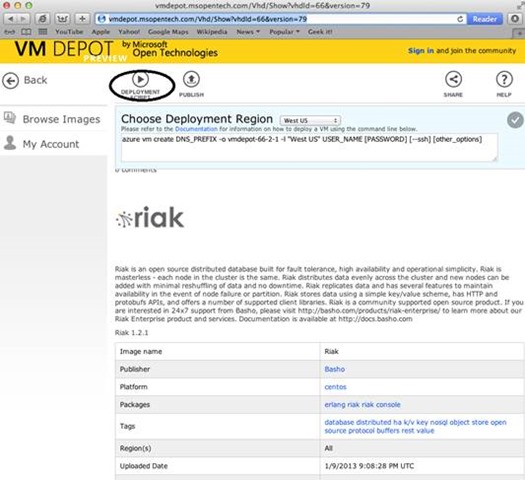 vmdepot.msopentech.com/Vhd/Show?vhdId=66&version=79
vmdepot.msopentech.com/Vhd/Show?vhdId=66&version=79
Reader
YouTube Apple Yahoo! Google Maps Wikipedia News Popular Geek it!
VM DEPOT by Microsoft
Open Technologies
PREVIEW
Sign in and join the community
Back
DEPLOYMENT
SCRIPT
PUBLISH
SHARE
HELP
Browse Images
My Account
Choose Deployment Region West US
Please refer to the Documentation for information on how to deploy a VM using the command line below.
azure vm create DNS_PREFIX -o vmdepot-66-2-1 -l "West US" USER_NAME [PASSWORD] [--ssh] [other_options]
0 comments
riak
Riak is an open source distributed database built for fault tolerance, high availability and operational simplicity. Riak is
masterless - each node in the cluster is the same. Riak distributes data evenly across the cluster and new nodes can be
added with minimal reshuffling of data and no downtime. Riak replicates data and has several features to maintain
availability in the event of node failure or partition. Riak stores data using a simple key/value scheme, has HTTP and
protobufs APIs, and offers a number of supported client libraries. Riak is a community supported open source product. If you
are interested in 24x7 support from Basho, please visit http://basho.com/products/riak-enterprise/ to learn more about our
Riak Enterprise product and services. Documentation is available at http://docs.basho.com
Riak 1.2.1
Image name Riak
Publisher Basho
Platform centos
Packages erlang riak riak console
Tags database distributed ha k/v key nosql object store open
source protocol buffers rest value
Region(s) All
Uploaded Date 1/9/2013 9:08:28 PM UTC